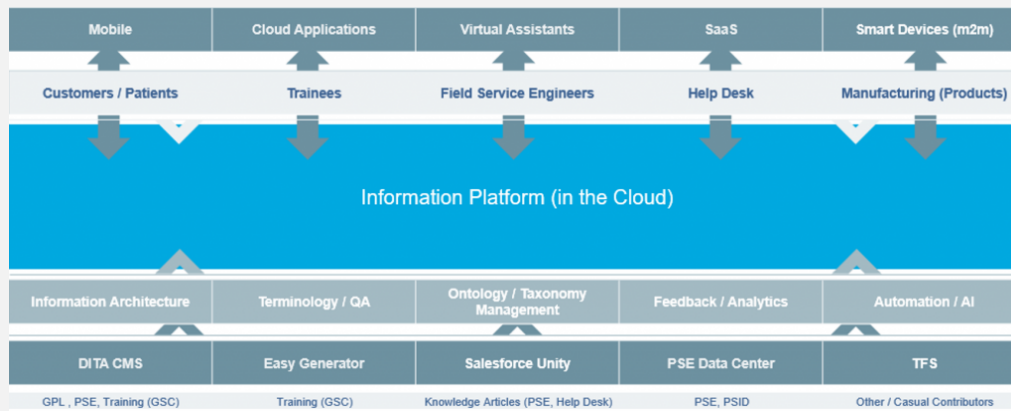 Mobile
Cloud Applications
Virtual Assistants
SaaS
Smart Devices (m2m)
Customers / Patients
Trainees
Field Service Engineers
Help Desk
Manufacturing (Products)
Information Platform (in the Cloud)
Information Architecture
Terminology / QA
Ontology / Taxonomy
Management
Feedback / Analytics
Automation / AI
DITA CMS
Easy Generator
Salesforce Unity
PSE Data Center
TFS
GPL , PSE, Training (GSC)
Training (GSC)
Knowledge Articles (PSE, Help Desk)
PSE, PSID
Other / Casual Contributors